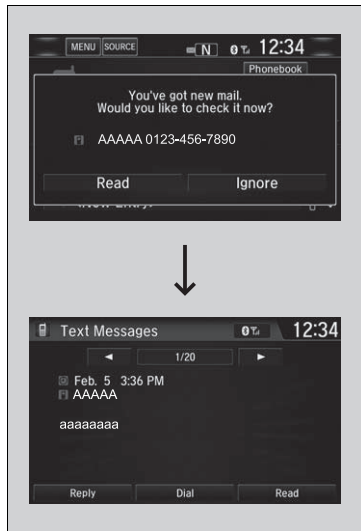 MENU SOURCE N 12:34
Phonebook
You've got new mail.
Would you like to check it now?
AAAAA 0123-456-7890
Read Ignore
Text Messages 12:34
1/20
Feb. 5 3:36 PM
AAAAA
aaaaaaaa
Reply Dial Read